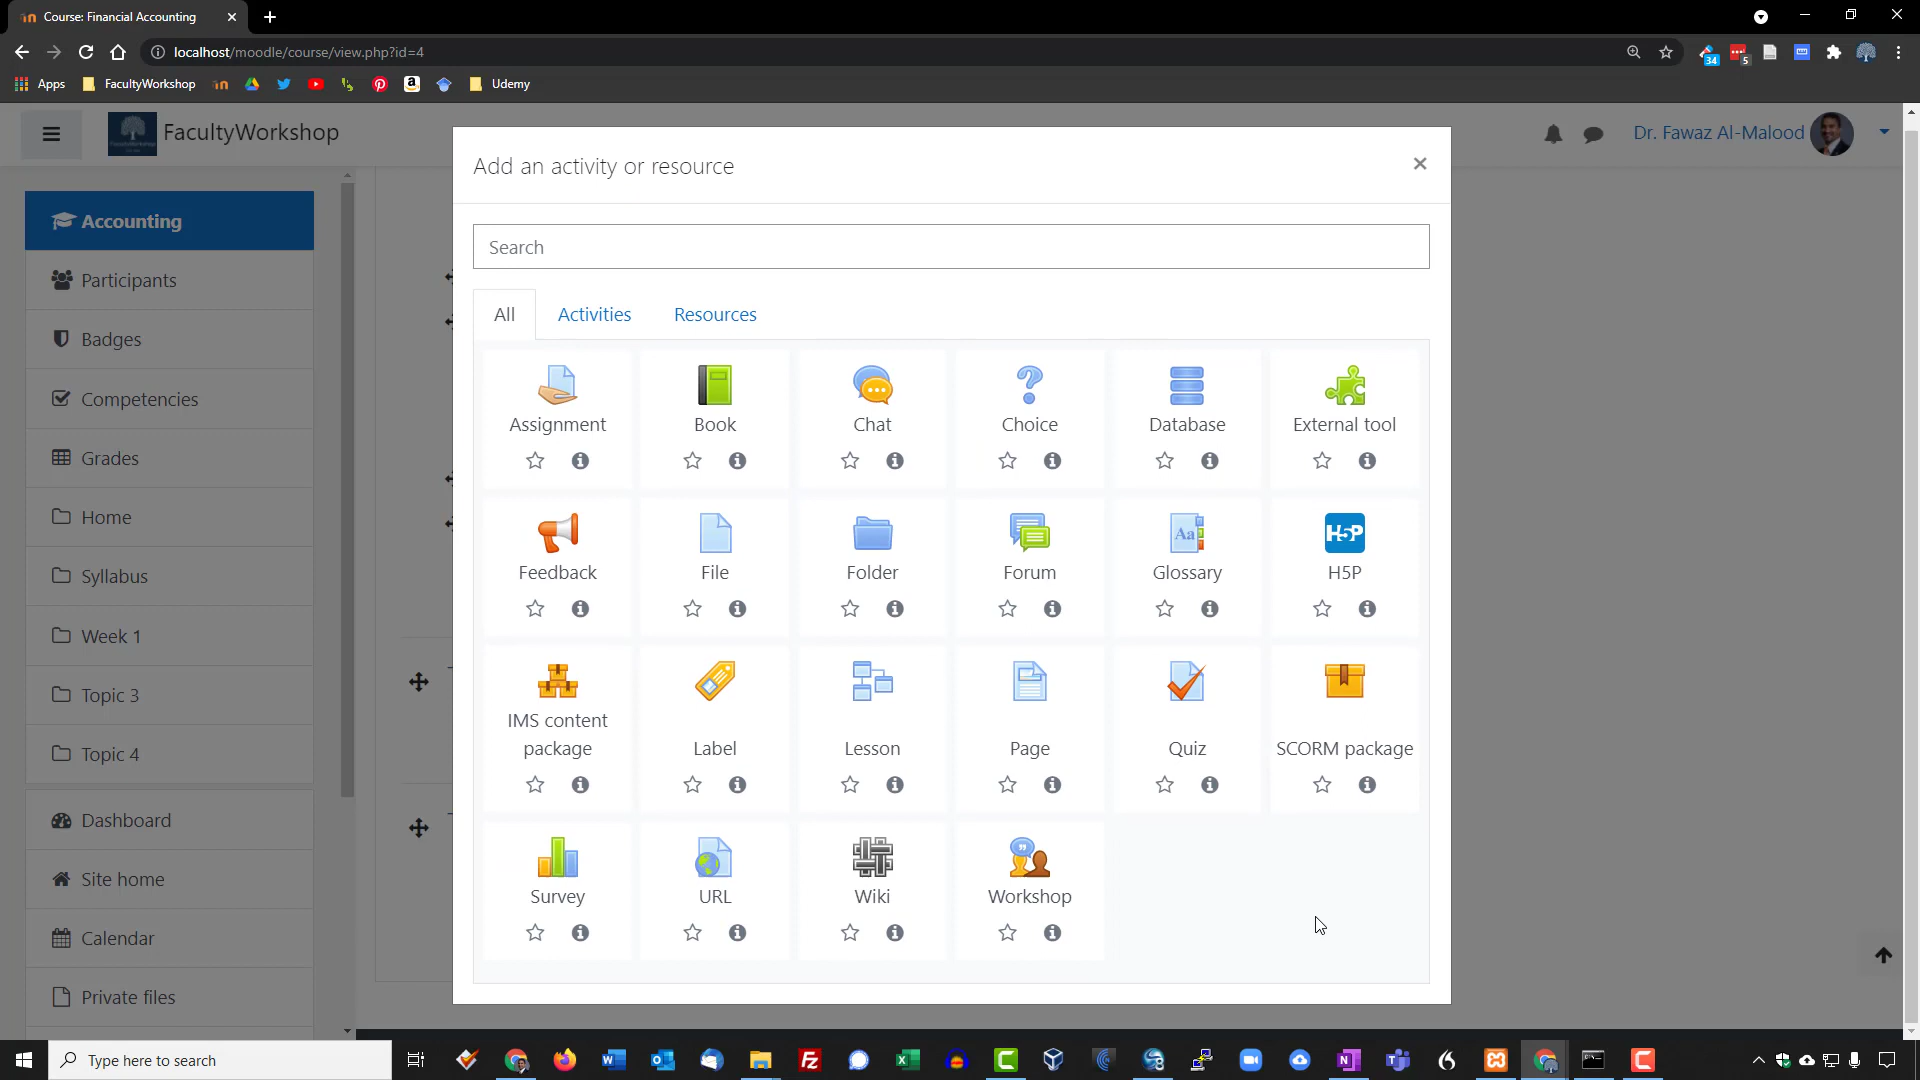 Course: Financial Accounting
localhost/moodle/course/view.php?id=4
34
5
Apps
FacultyWorkshop
Udemy
FacultyWorkshop
Dr. Fawaz Al-Malood
Accounting
Participants
Badges
Competencies
Grades
Home
Syllabus
Week 1
Topic 3
Topic 4
Dashboard
Site home
Calendar
Private files
Add an activity or resource
Search
All
Activities
Resources
Assignment
Book
Chat
Choice
Database
External tool
Feedback
File
Folder
Forum
Aa
Glossary
H5P
H5P
IMS content
package
Label
Lesson
Page
Quiz
SCORM package
Survey
URL
Wiki
Workshop
Type here to search